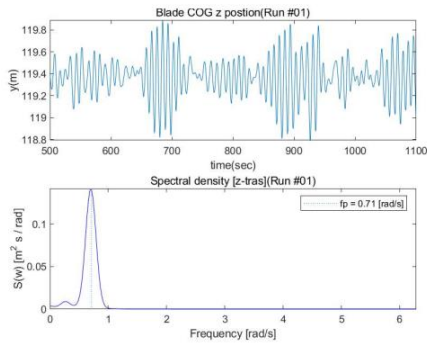 Blade COG z postion(Run #01)
y(m)
119.8
119.6
119.4
119.2
119
118.8
500 600 700 800 900 1000 1100
time(sec)
Spectral density [z-tras](Run #01)
S(w) [m² s / rad]
0.1
0.05
0
fp = 0.71 [rad/s]
0 1 2 3 4 5 6
Frequency [rad/s]